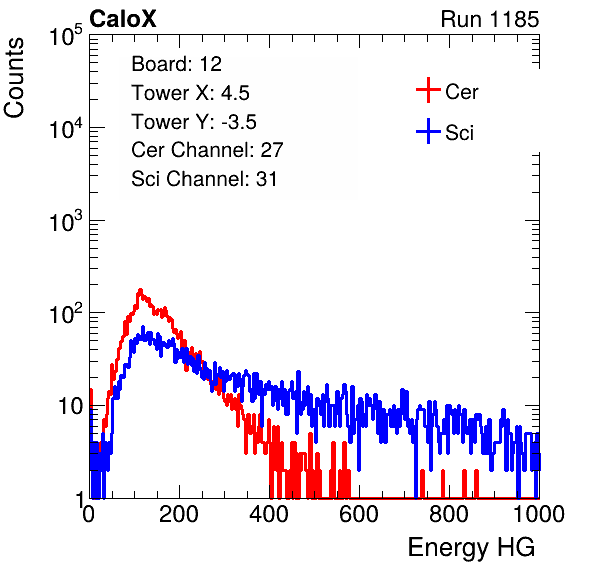 CaloX Run 1185
Counts
10^5
10^4
10^3
10^2
10
1
Board: 12
Tower X: 4.5
Tower Y: -3.5
Cer Channel: 27
Sci Channel: 31
Cer
Sci
0 200 400 600 800 1000
Energy HG